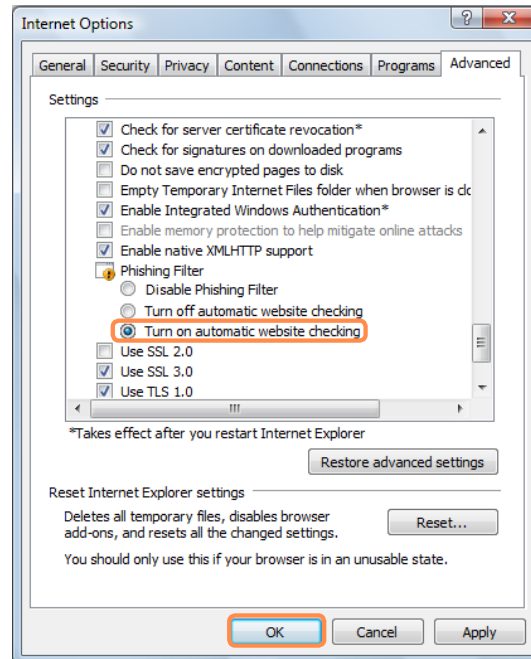 Internet Options
General Security Privacy Content Connections Programs Advanced
Settings
Check for server certificate revocation*
Check for signatures on downloaded programs
Do not save encrypted pages to disk
Empty Temporary Internet Files folder when browser is clo
Enable Integrated Windows Authentication*
Enable memory protection to help mitigate online attacks
Enable native XMLHTTP support
Phishing Filter
Disable Phishing Filter
Turn off automatic website checking
Turn on automatic website checking
Use SSL 2.0
Use SSL 3.0
Use TLS 1.0
*Takes effect after you restart Internet Explorer
Restore advanced settings
Reset Internet Explorer settings
Deletes all temporary files, disables browser
add-ons, and resets all the changed settings.
Reset...
You should only use this if your browser is in an unusable state.
OK Cancel Apply